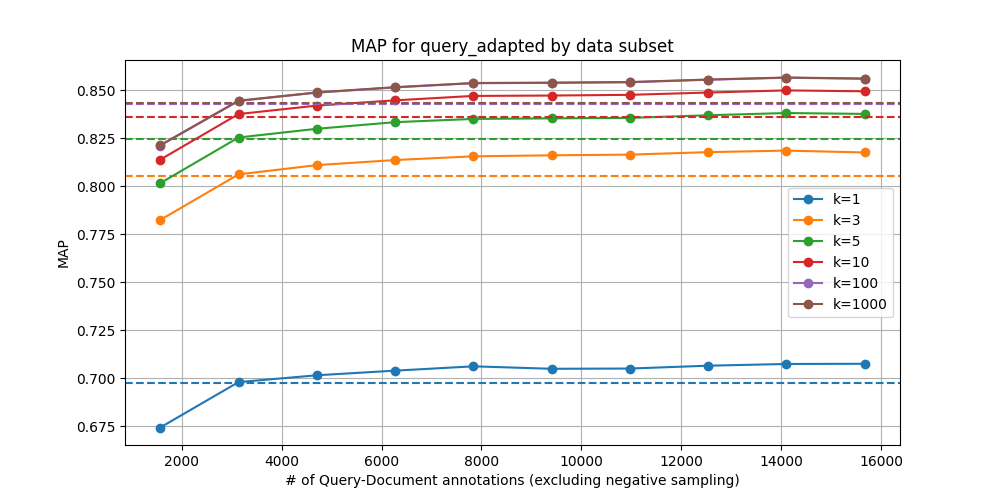 MAP for query_adapted by data subset
MAP
0.850
0.825
0.800
0.775
0.750
0.725
0.700
0.675
k=1
k=3
k=5
k=10
k=100
k=1000
2000 4000 6000 8000 10000 12000 14000 16000
# of Query-Document annotations (excluding negative sampling)